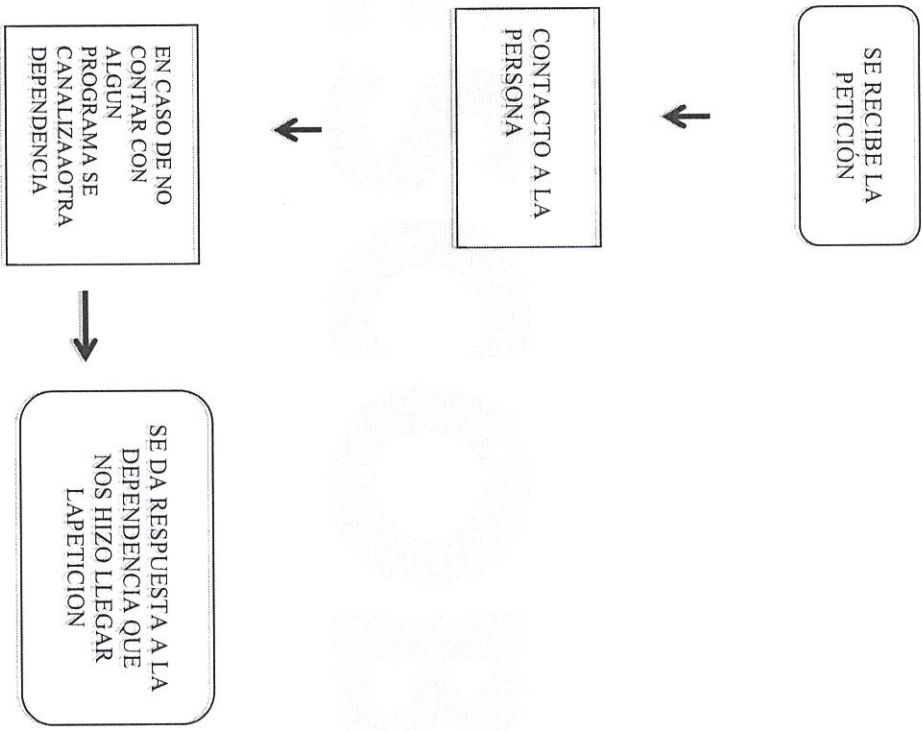 SE RECIBE LA
PETICIÓN
CONTACTO A LA
PERSONA
EN CASO DE NO
CONTAR CON
ALGUN
PROGRAMA SE
CANALIZAAOTRA
DEPENDENCIA
SE DA RESPUESTA A LA
DEPENDENCIA QUE
NOS HIZO LLEGAR
LAPETICION